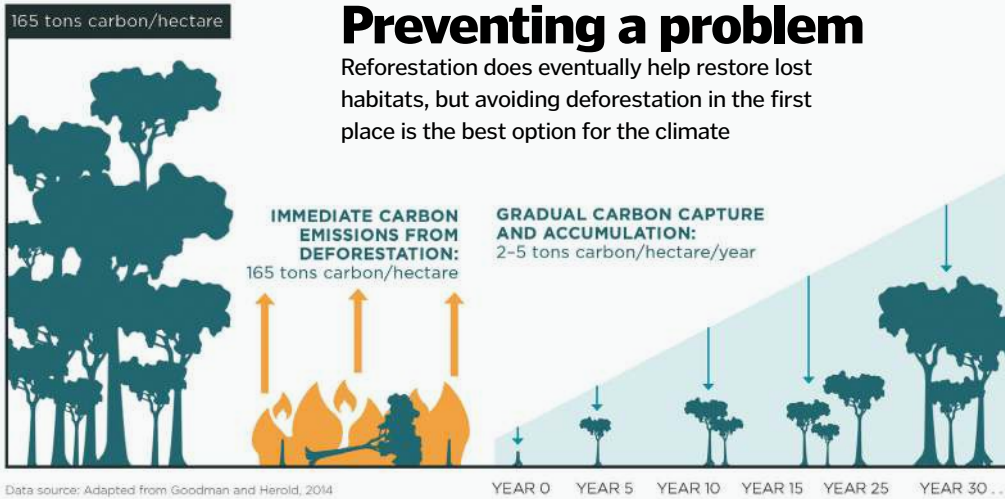 165 tons carbon/hectare
Preventing a problem
Reforestation does eventually help restore lost
habitats, but avoiding deforestation in the first
place is the best option for the climate
IMMEDIATE CARBON
EMISSIONS FROM
DEFORESTATION:
165 tons carbon/hectare
GRADUAL CARBON CAPTURE
AND ACCUMULATION:
2–5 tons carbon/hectare/year
Data source: Adapted from Goodman and Herold, 2014
YEAR 0 YEAR 5 YEAR 10 YEAR 15 YEAR 25 YEAR 30 ...